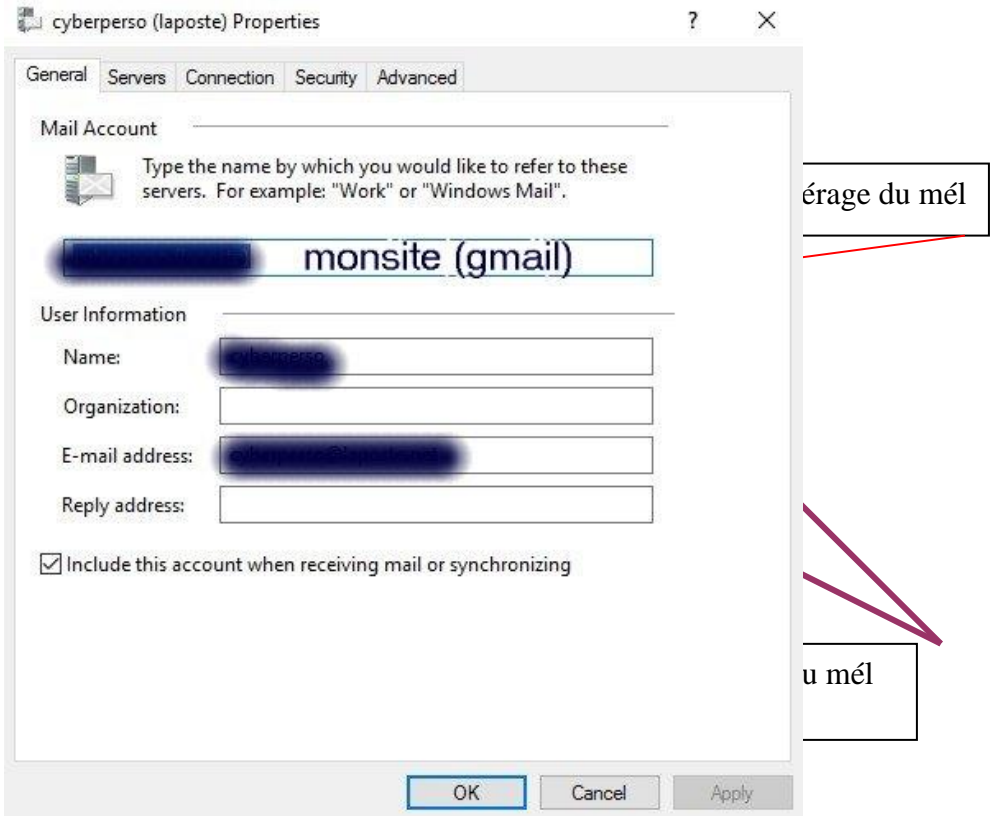 cyberperso (laposte) Properties
? ×
General Servers Connection Security Advanced
Mail Account
Type the name by which you would like to refer to these
servers. For example: "Work" or "Windows Mail".
érage du mél
monsite (gmail)
User Information
Name: cyberperso
Organization:
E-mail address:
Reply address:
Include this account when receiving mail or synchronizing
u mél
OK Cancel Apply